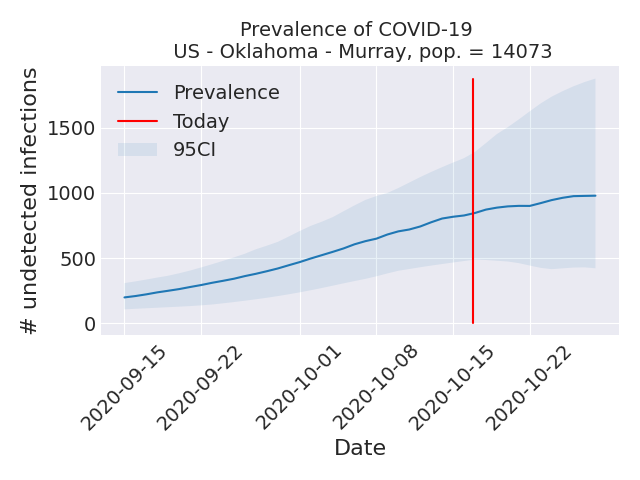 Prevalence of COVID-19
US - Oklahoma - Murray, pop. = 14073
Prevalence
Today
95CI
# undetected infections
1500
1000
500
0
2020-09-15
2020-09-22
2020-10-01
2020-10-08
2020-10-15
2020-10-22
Date